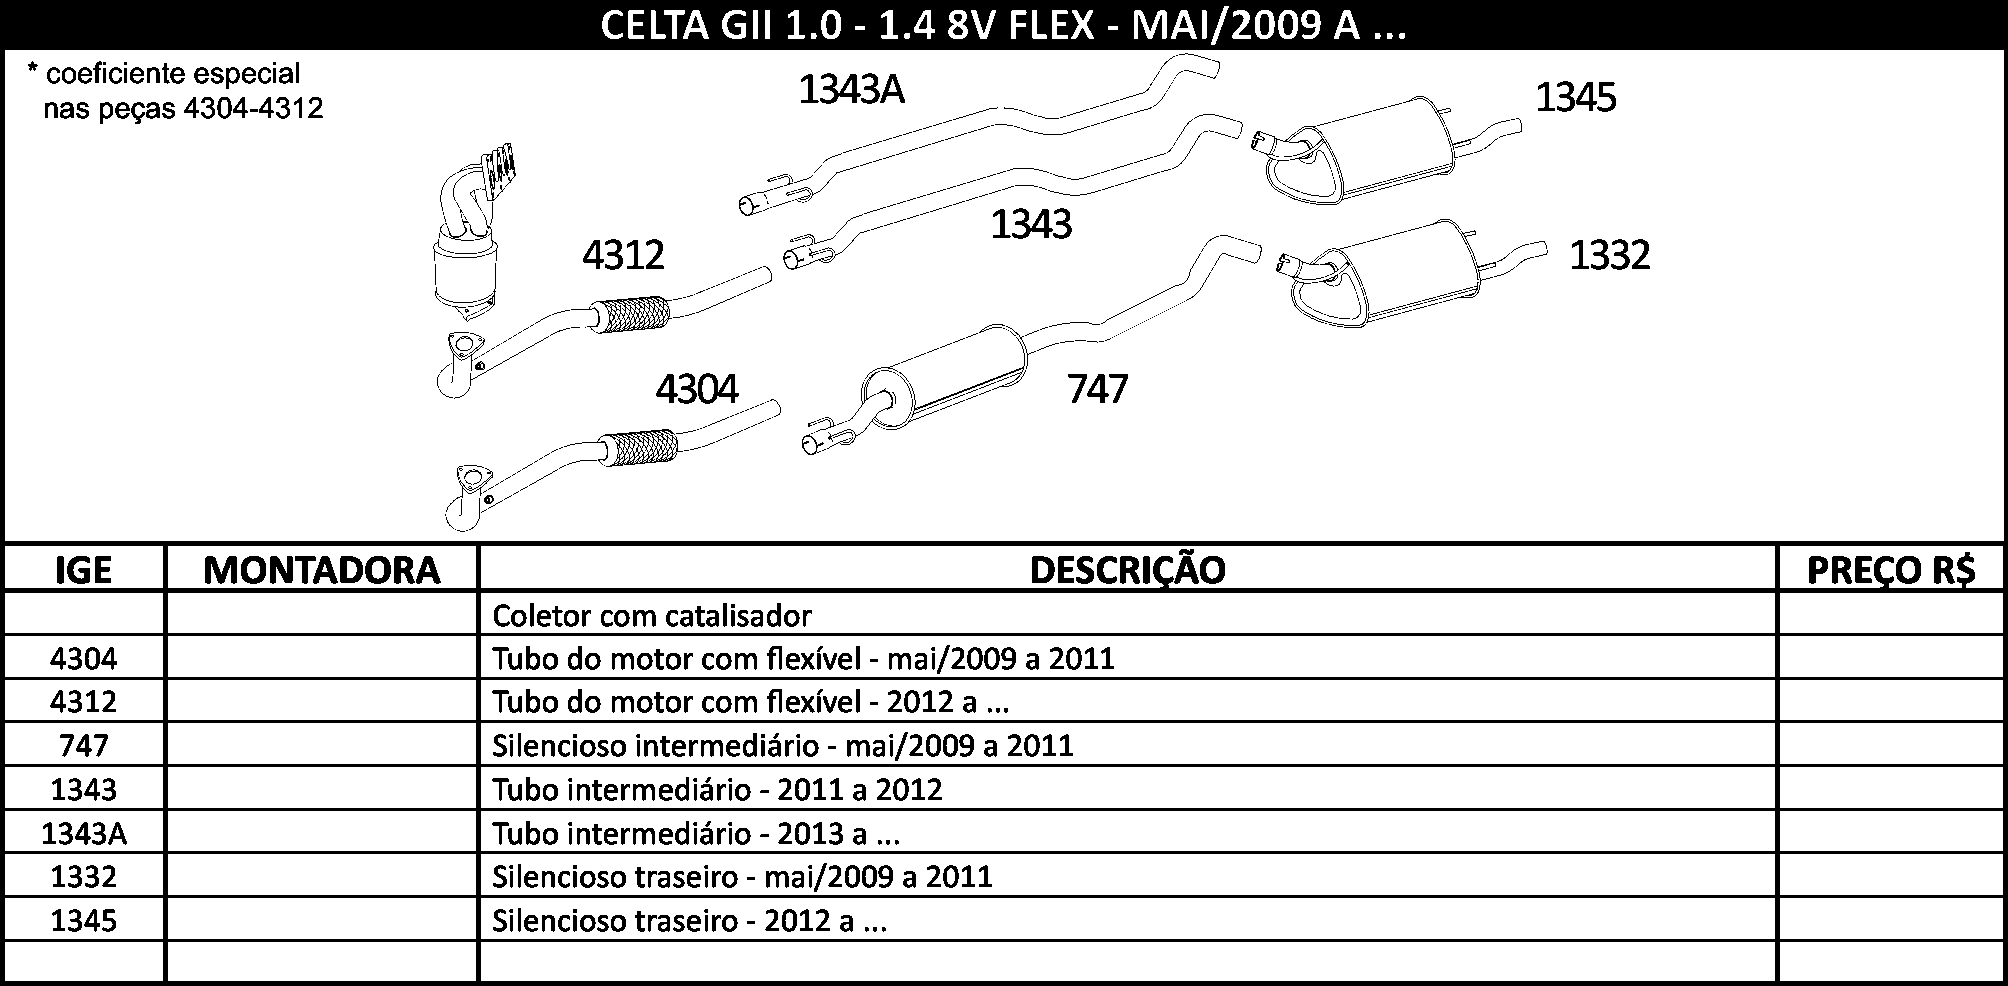 CELTA GII 1.0 - 1.4 8V FLEX - MAI/2009 A ...
* coeficiente especial
nas peças 4304-4312
1343A
1345
1343
4312
1332
4304
747
IGE MONTADORA DESCRIÇÃO PREÇO R$
Coletor com catalisador
4304 Tubo do motor com flexível - mai/2009 a 2011
4312 Tubo do motor com flexível - 2012 a ...
747 Silencioso intermediário - mai/2009 a 2011
1343 Tubo intermediário - 2011 a 2012
1343A Tubo intermediário - 2013 a ...
1332 Silencioso traseiro - mai/2009 a 2011
1345 Silencioso traseiro - 2012 a ...